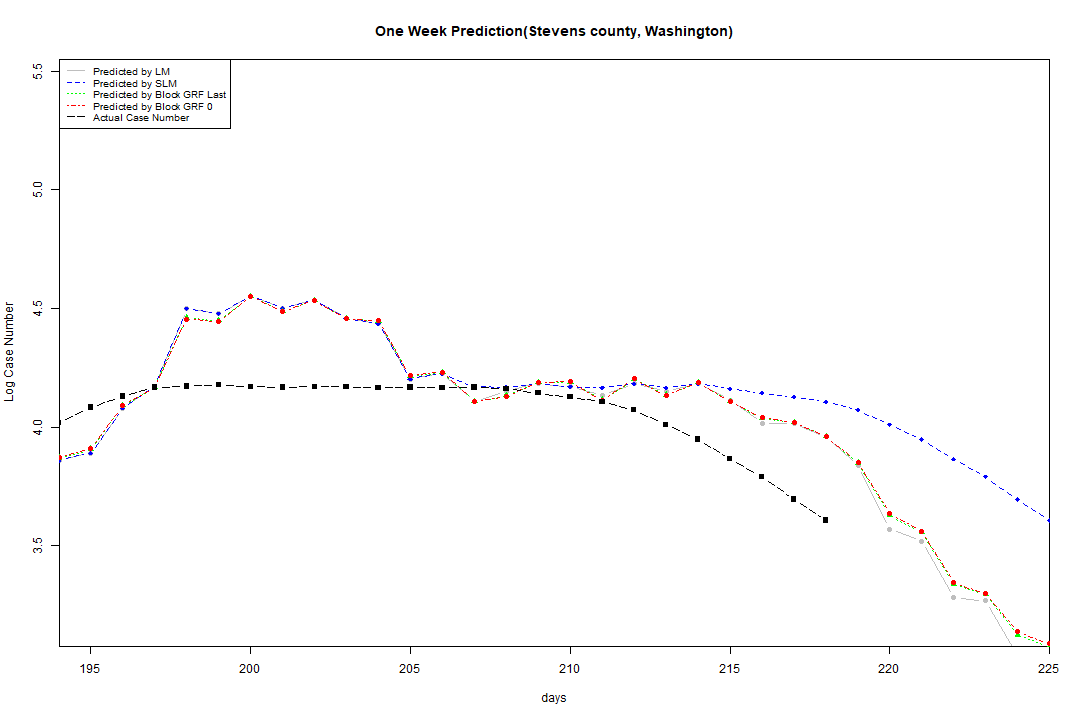 One Week Prediction(Stevens county, Washington)
Predicted by LM
Predicted by SLM
Predicted by Block GRF Last
Predicted by Block GRF 0
Actual Case Number
5.5
5.0
4.5
4.0
3.5
Log Case Number
195 200 205 210 215 220 225
days